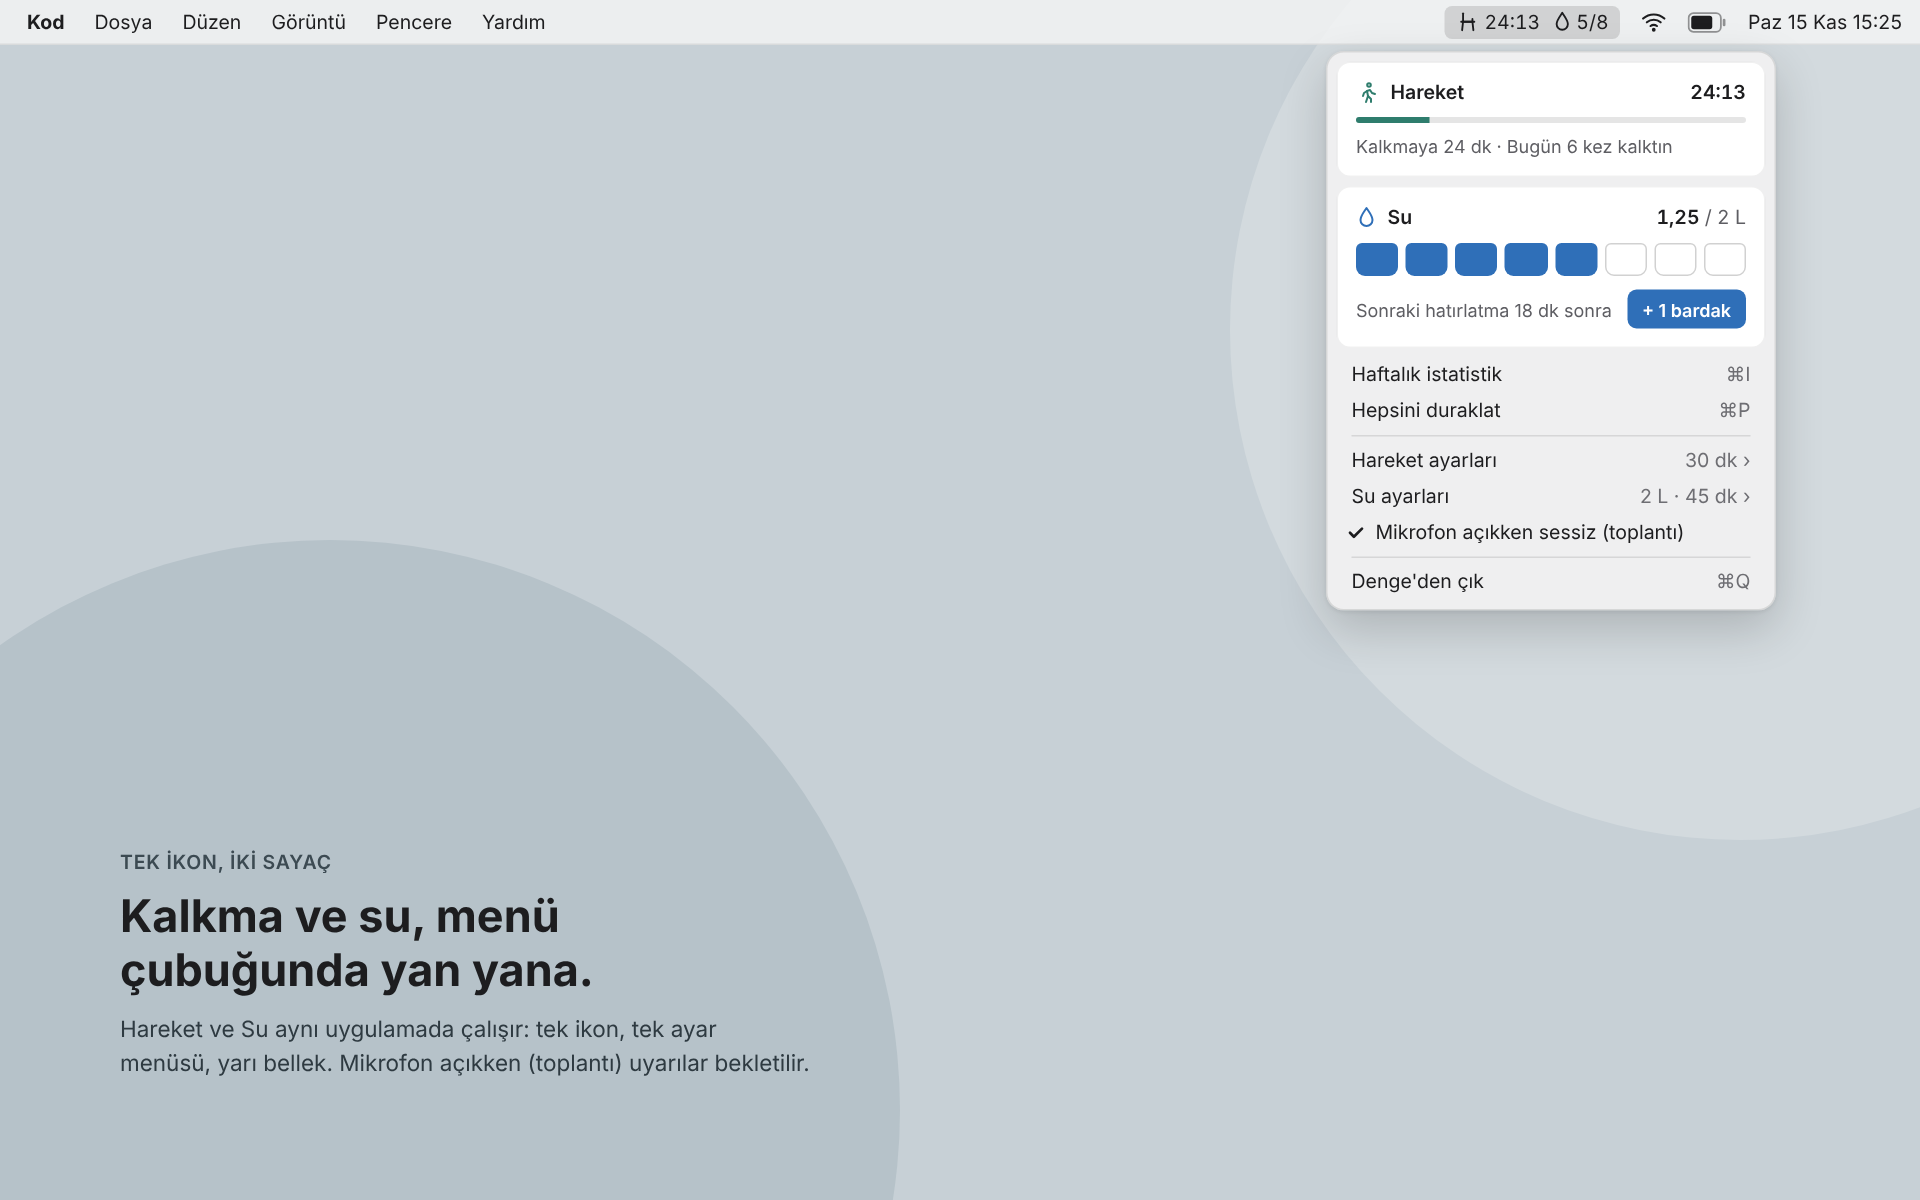 Kod Dosya Düzen Görüntü Pencere Yardım 24:13 5/8 Paz 15 Kas 15:25
Hareket 24:13
Kalkmaya 24 dk · Bugün 6 kez kalktın
Su 1,25 / 2 L
Sonraki hatırlatma 18 dk sonra + 1 bardak
Haftalık istatistik ⌘I
Hepsini duraklat ⌘P
Hareket ayarları 30 dk ›
Su ayarları 2 L · 45 dk ›
✓ Mikrofon açıkken sessiz (toplantı)
Denge'den çık ⌘Q
TEK İKON, İKİ SAYAÇ
Kalkma ve su, menü
çubuğunda yan yana.
Hareket ve Su aynı uygulamada çalışır: tek ikon, tek ayar
menüsü, yarı bellek. Mikrofon açıkken (toplantı) uyarılar bekletilir.